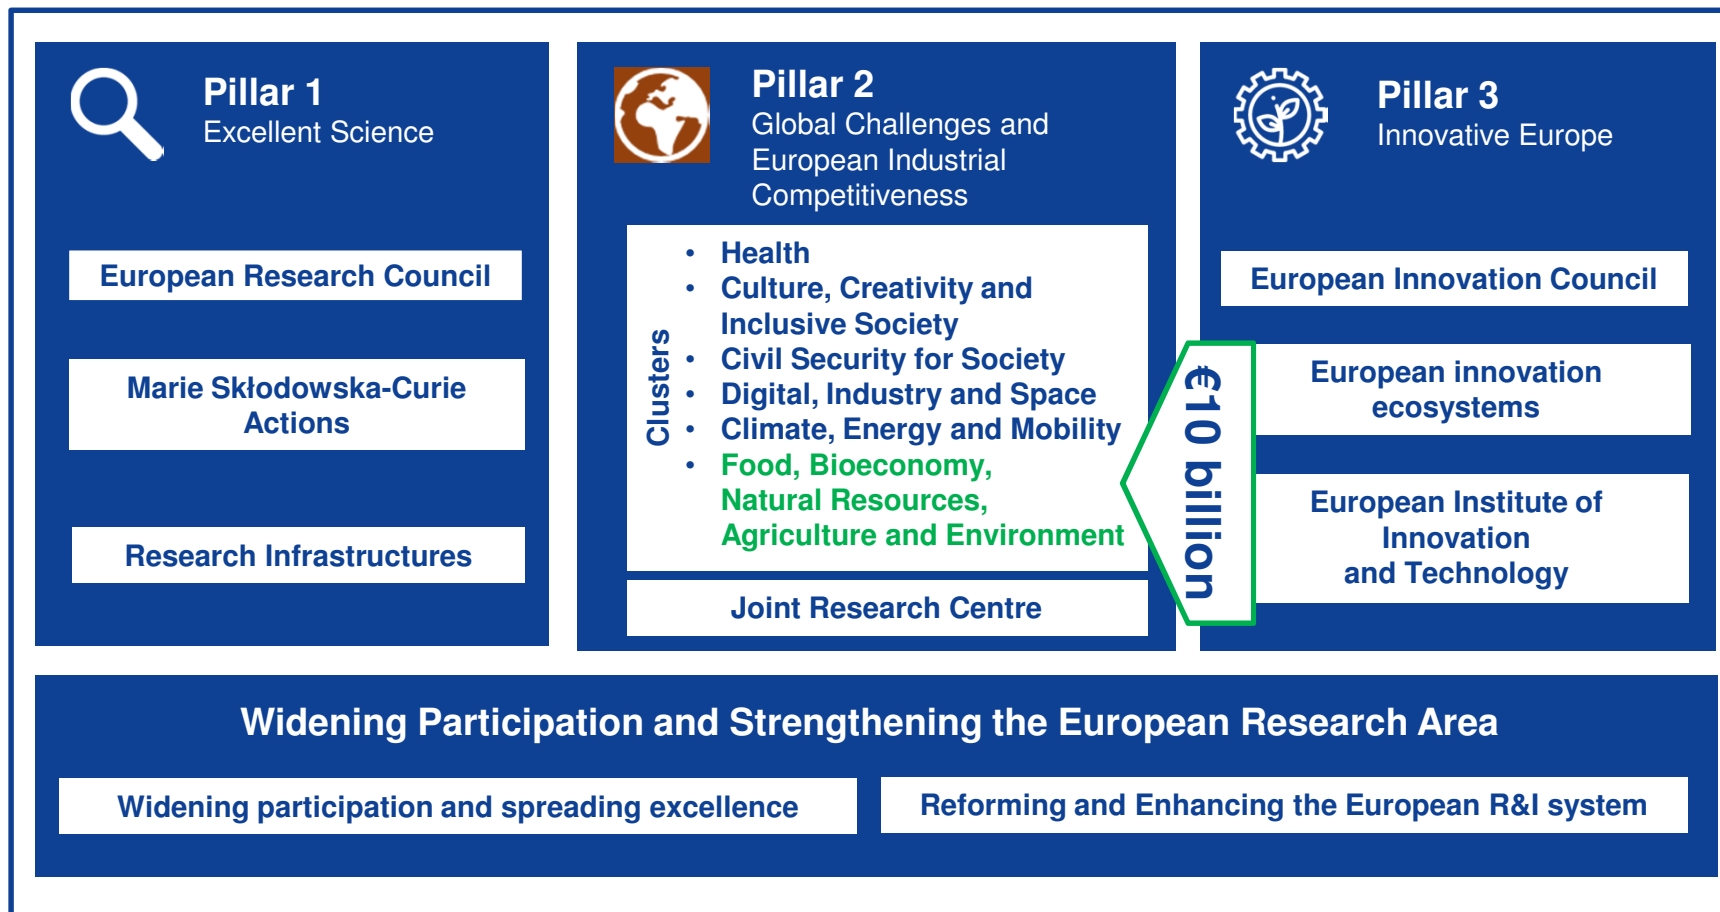 Pillar 1
Excellent Science
European Research Council
Marie Skłodowska-Curie
Actions
Research Infrastructures
Pillar 2
Global Challenges and
European Industrial
Competitiveness
Clusters
• Health
• Culture, Creativity and
Inclusive Society
• Civil Security for Society
• Digital, Industry and Space
• Climate, Energy and Mobility
• Food, Bioeconomy,
Natural Resources,
Agriculture and Environment
Joint Research Centre
€10 billion
Pillar 3
Innovative Europe
European Innovation Council
European innovation
ecosystems
European Institute of
Innovation
and Technology
Widening Participation and Strengthening the European Research Area
Widening participation and spreading excellence
Reforming and Enhancing the European R&I system